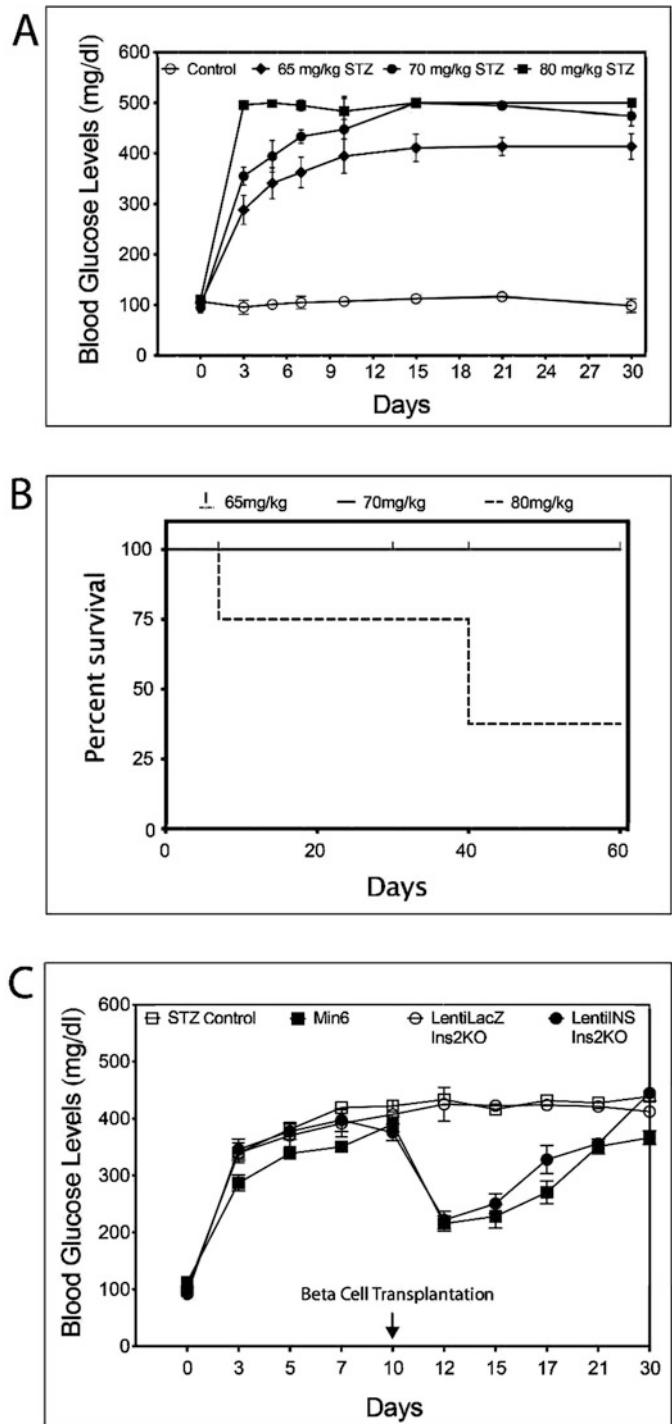 A
Control 65 mg/kg STZ 70 mg/kg STZ 80 mg/kg STZ
Blood Glucose Levels (mg/dl)
600
500
400
300
200
100
0
0 3 6 9 12 15 18 21 24 27 30
Days
B
65mg/kg 70mg/kg 80mg/kg
Percent survival
100
75
50
25
0
0 20 40 60
Days
C
STZ Control Min6 LentiLacZ LentiINS
Ins2KO Ins2KO
Blood Glucose Levels (mg/dl)
600
500
400
300
200
100
0
Beta Cell Transplantation
0 3 5 7 10 12 15 17 21 30
Days